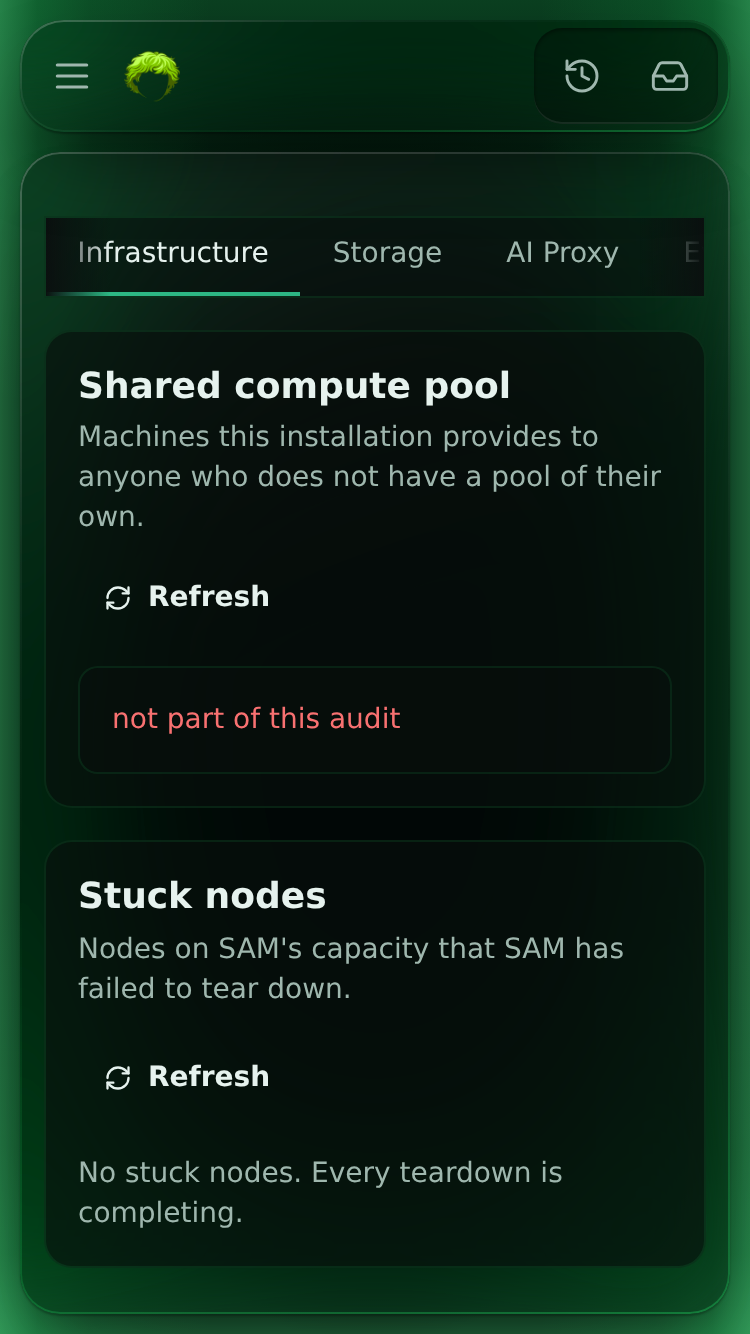 Infrastructure Storage AI Proxy E
Shared compute pool
Machines this installation provides to
anyone who does not have a pool of their
own.
Refresh
not part of this audit
Stuck nodes
Nodes on SAM's capacity that SAM has
failed to tear down.
Refresh
No stuck nodes. Every teardown is
completing.